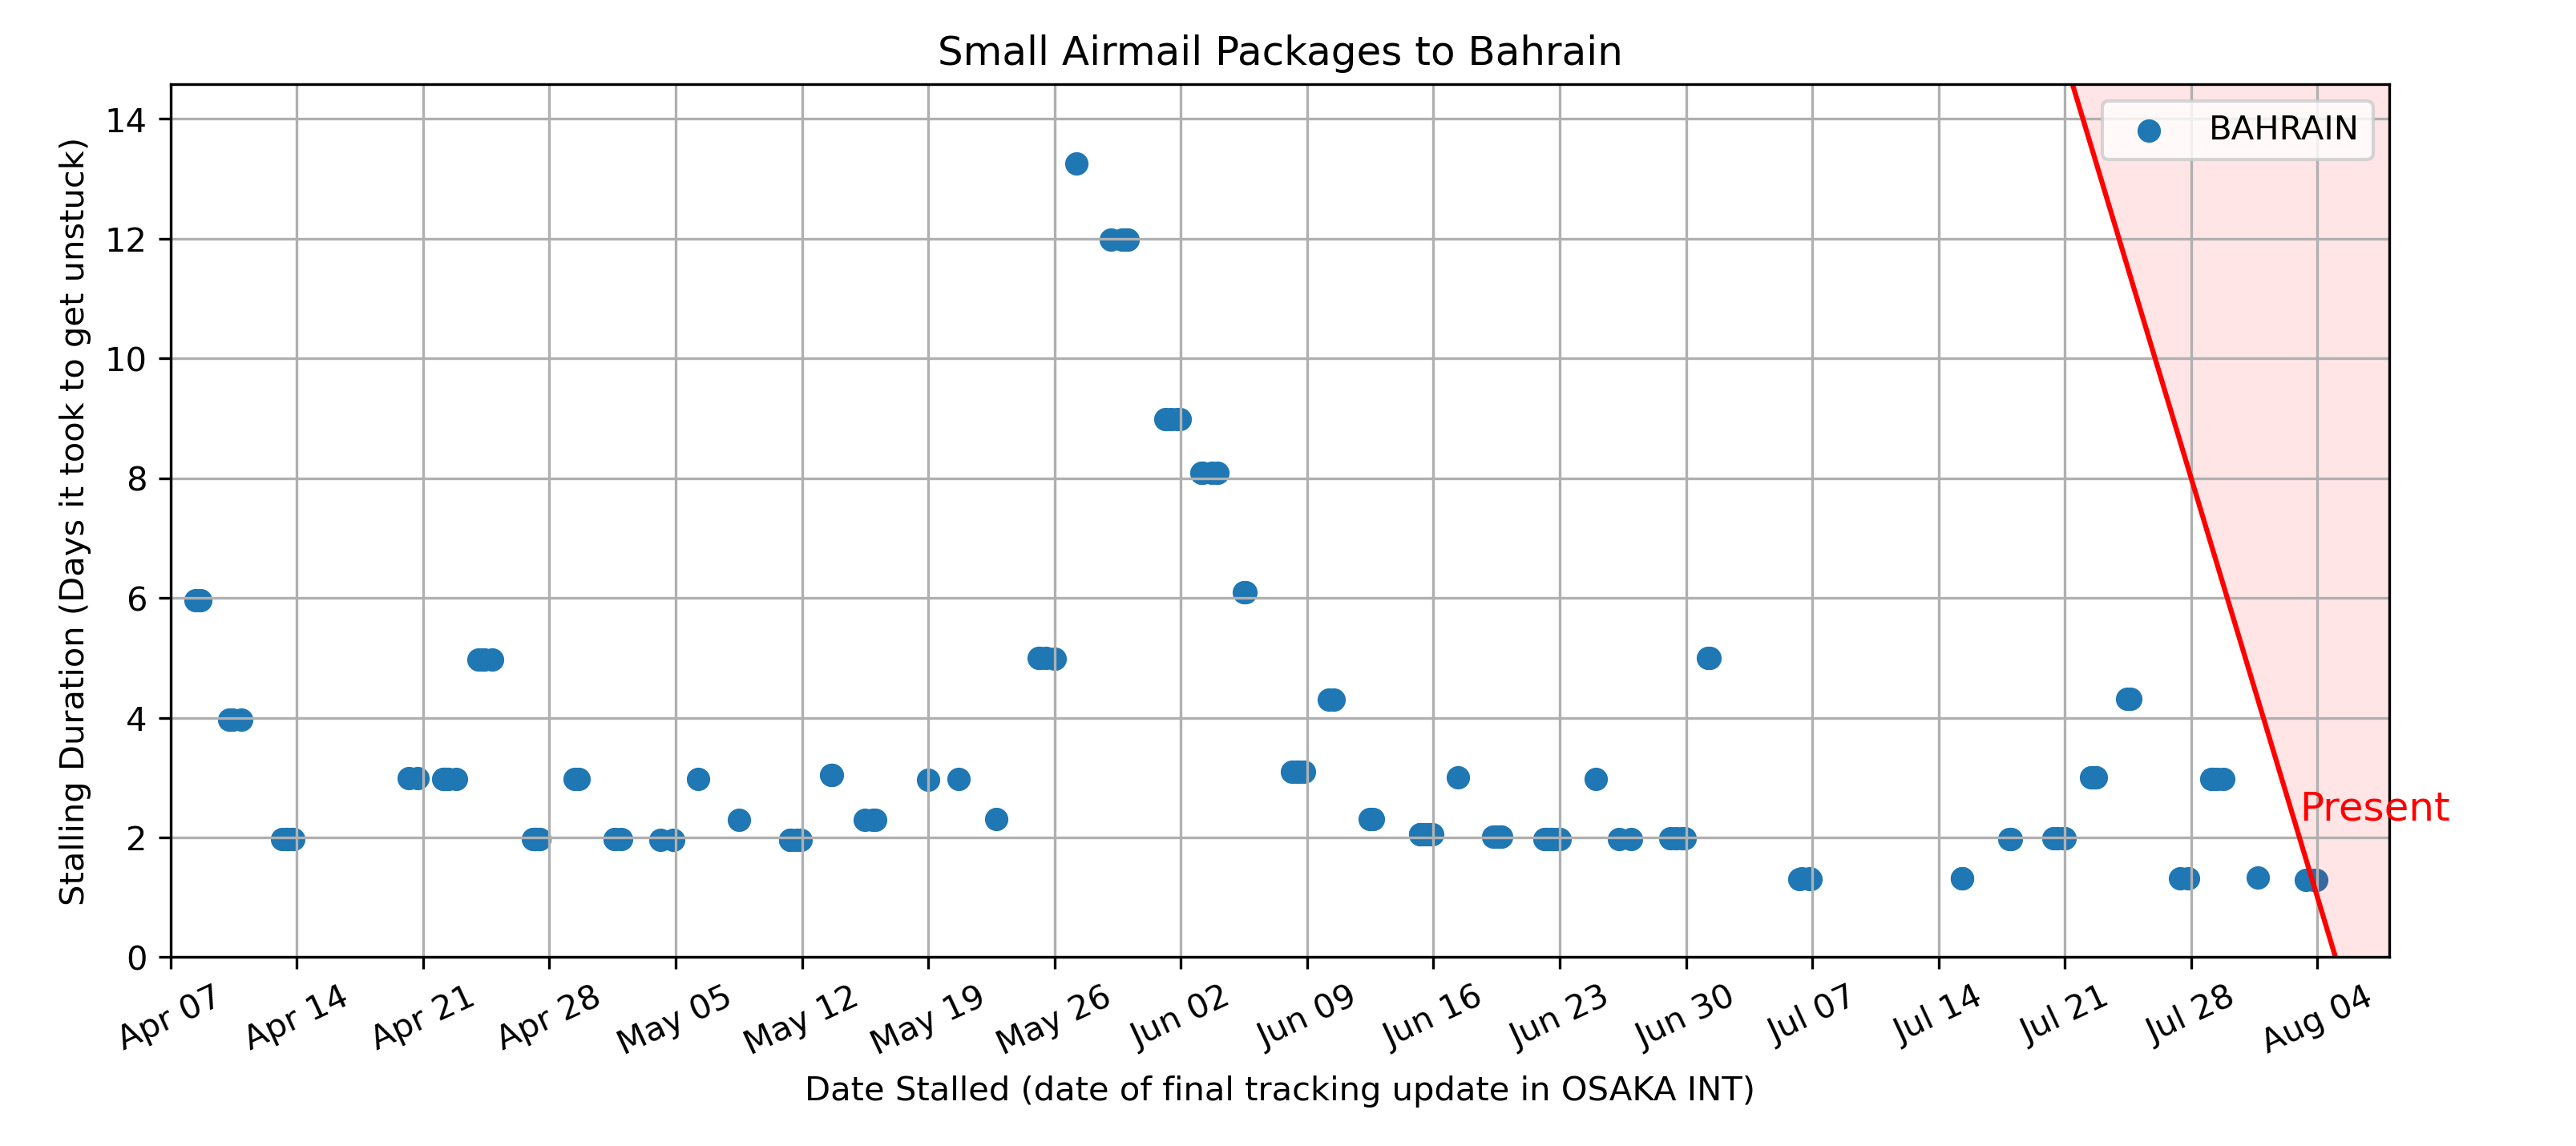 Small Airmail Packages to Bahrain
BAHRAIN
Stalling Duration (Days it took to get unstuck)
14
12
10
8
6
4
2
0
Present
Apr 07 Apr 14 Apr 21 Apr 28 May 05 May 12 May 19 May 26 Jun 02 Jun 09 Jun 16 Jun 23 Jun 30 Jul 07 Jul 14 Jul 21 Jul 28 Aug 04
Date Stalled (date of final tracking update in OSAKA INT)